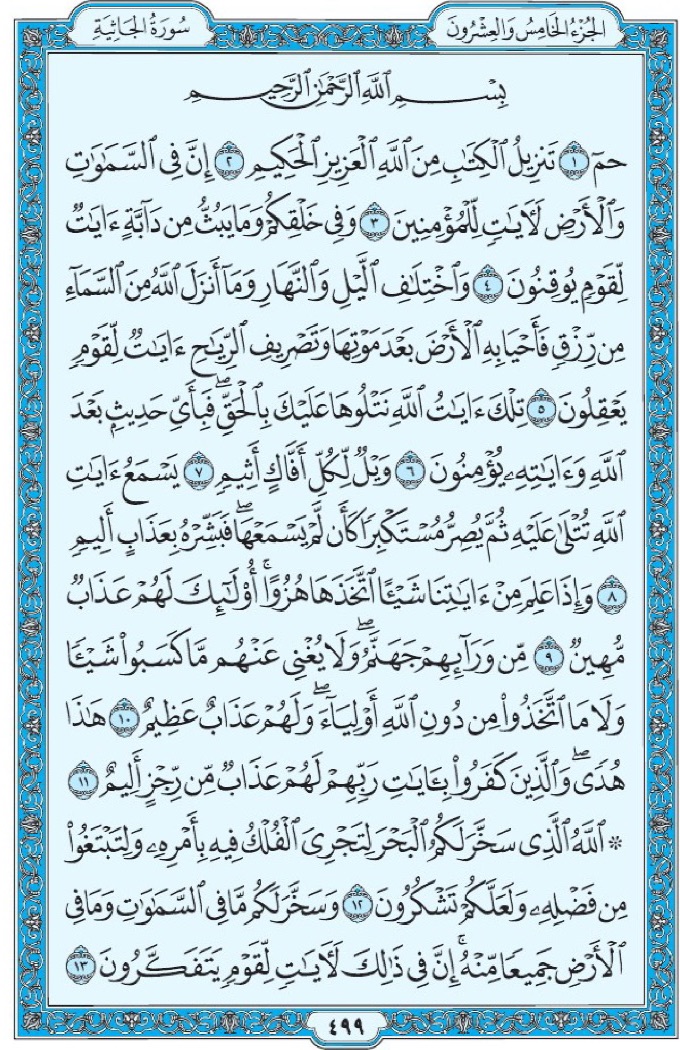 الجُزْءُ الخَامِسُ وَالعِشْرُونَ
سُورَةُ الجَاثِيَةِ
بِسْمِ ٱللَّهِ ٱلرَّحْمَٰنِ ٱلرَّحِيمِ
حمٓ ١ تَنزِيلُ ٱلْكِتَٰبِ مِنَ ٱللَّهِ ٱلْعَزِيزِ ٱلْحَكِيمِ ٢ إِنَّ فِى ٱلسَّمَٰوَٰتِ
وَٱلْأَرْضِ لَأٓيَٰتٍ لِّلْمُؤْمِنِينَ ٣ وَفِى خَلْقِكُمْ وَمَا يَبُثُّ مِن دَآبَّةٍ ءَايَٰتٌ
لِّقَوْمٍ يُوقِنُونَ ٤ وَٱخْتِلَٰفِ ٱلَّيْلِ وَٱلنَّهَارِ وَمَآ أَنزَلَ ٱللَّهُ مِنَ ٱلسَّمَآءِ
مِن رِّزْقٍ فَأَحْيَا بِهِ ٱلْأَرْضَ بَعْدَ مَوْتِهَا وَتَصْرِيفِ ٱلرِّيَٰحِ ءَايَٰتٌ لِّقَوْمٍ
يَعْقِلُونَ ٥ تِلْكَ ءَايَٰتُ ٱللَّهِ نَتْلُوهَا عَلَيْكَ بِٱلْحَقِّۖ فَبِأَىِّ حَدِيثٍۭ بَعْدَ
ٱللَّهِ وَءَايَٰتِهِۦ يُؤْمِنُونَ ٦ وَيْلٌ لِّكُلِّ أَفَّاكٍ أَثِيمٍ ٧ يَسْمَعُ ءَايَٰتِ
ٱللَّهِ تُتْلَىٰ عَلَيْهِ ثُمَّ يُصِرُّ مُسْتَكْبِرًا كَأَن لَّمْ يَسْمَعْهَاۖ فَبَشِّرْهُ بِعَذَابٍ أَلِيمٍ
٨ وَإِذَا عَلِمَ مِنْ ءَايَٰتِنَا شَيْـًٔا ٱتَّخَذَهَا هُزُوًاۚ أُو۟لَٰٓئِكَ لَهُمْ عَذَابٌ
مُّهِينٌ ٩ مِّن وَرَآئِهِمْ جَهَنَّمُۖ وَلَا يُغْنِى عَنْهُم مَّا كَسَبُوا۟ شَيْـًٔا
وَلَا مَا ٱتَّخَذُوا۟ مِن دُونِ ٱللَّهِ أَوْلِيَآءَۖ وَلَهُمْ عَذَابٌ عَظِيمٌ ١٠ هَٰذَا
هُدًىۖ وَٱلَّذِينَ كَفَرُوا۟ بِـَٔايَٰتِ رَبِّهِمْ لَهُمْ عَذَابٌ مِّن رِّجْزٍ أَلِيمٌ ١١
۞ ٱللَّهُ ٱلَّذِى سَخَّرَ لَكُمُ ٱلْبَحْرَ لِتَجْرِىَ ٱلْفُلْكُ فِيهِ بِأَمْرِهِۦ وَلِتَبْتَغُوا۟
مِن فَضْلِهِۦ وَلَعَلَّكُمْ تَشْكُرُونَ ١٢ وَسَخَّرَ لَكُم مَّا فِى ٱلسَّمَٰوَٰتِ وَمَا فِى
ٱلْأَرْضِ جَمِيعًا مِّنْهُۚ إِنَّ فِى ذَٰلِكَ لَأٓيَٰتٍ لِّقَوْمٍ يَتَفَكَّرُونَ ١٣
٤٩٩